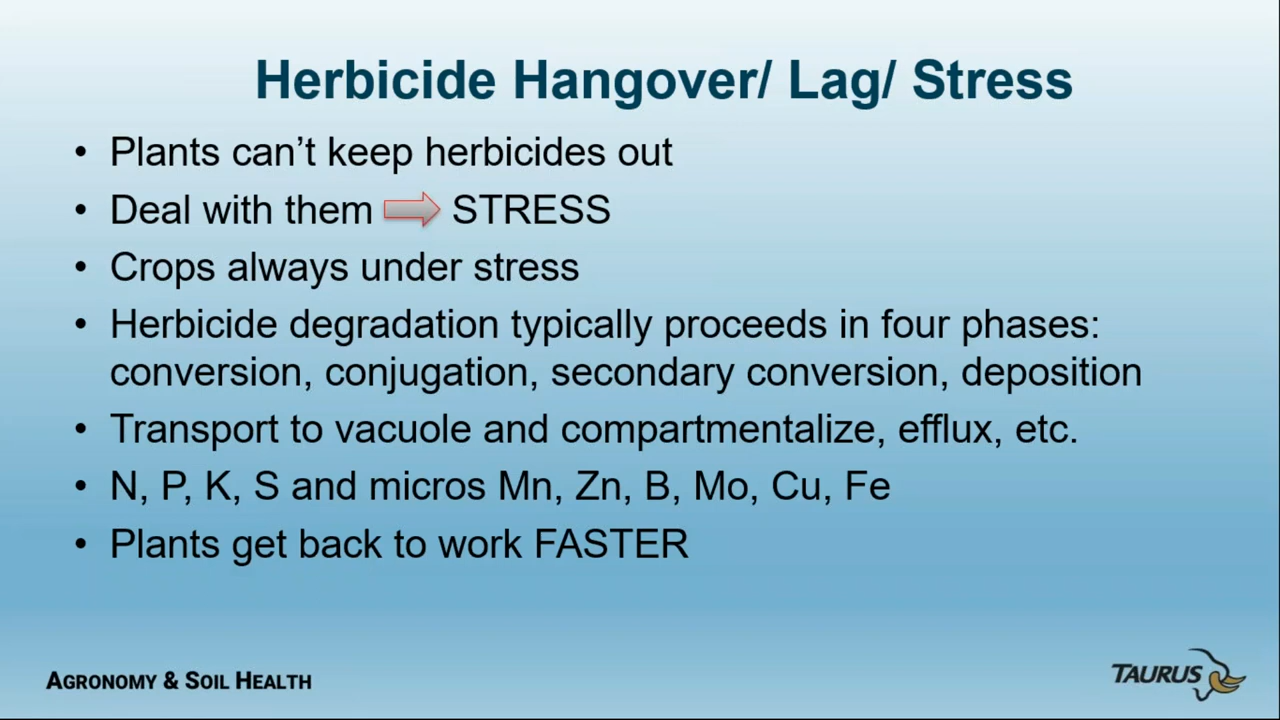 Herbicide Hangover/ Lag/ Stress
• Plants can’t keep herbicides out
• Deal with them STRESS
• Crops always under stress
• Herbicide degradation typically proceeds in four phases:
conversion, conjugation, secondary conversion, deposition
• Transport to vacuole and compartmentalize, efflux, etc.
• N, P, K, S and micros Mn, Zn, B, Mo, Cu, Fe
• Plants get back to work FASTER
AGRONOMY & SOIL HEALTH
TAURUS